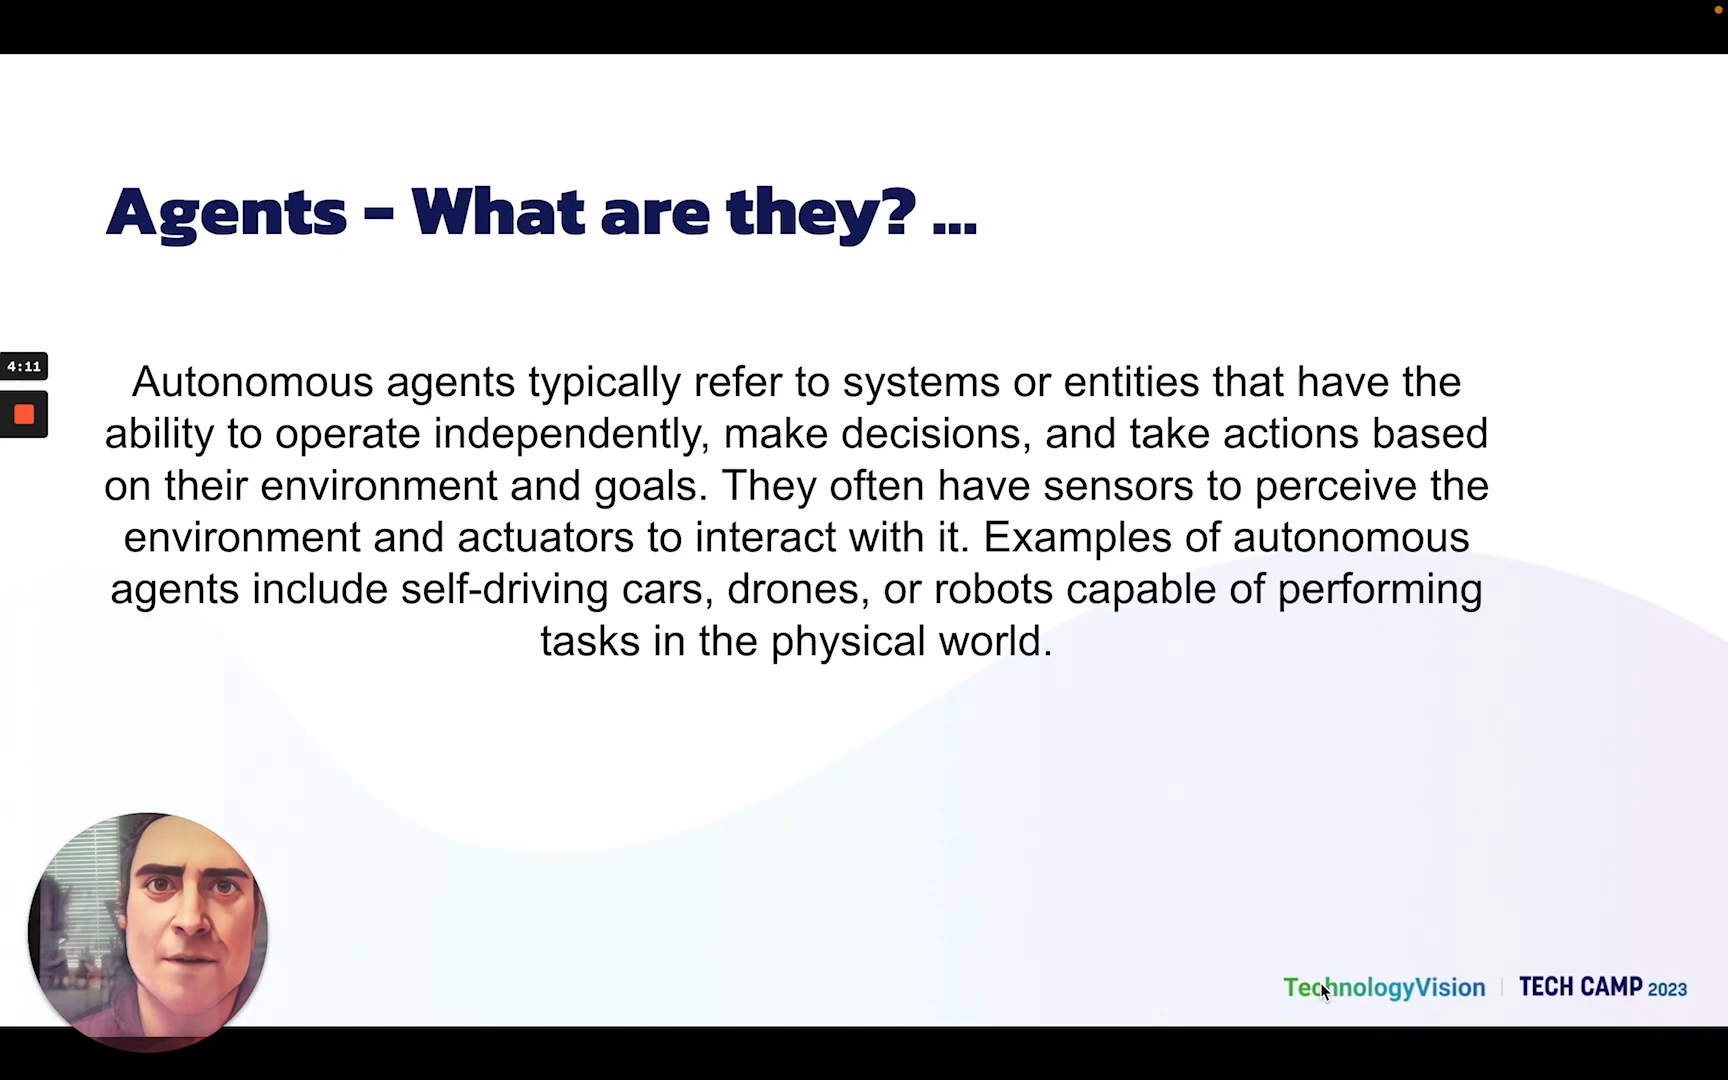 Agents - What are they? ...
4:11
Autonomous agents typically refer to systems or entities that have the
ability to operate independently, make decisions, and take actions based
on their environment and goals. They often have sensors to perceive the
environment and actuators to interact with it. Examples of autonomous
agents include self-driving cars, drones, or robots capable of performing
tasks in the physical world.
TechnologyVision | TECH CAMP 2023